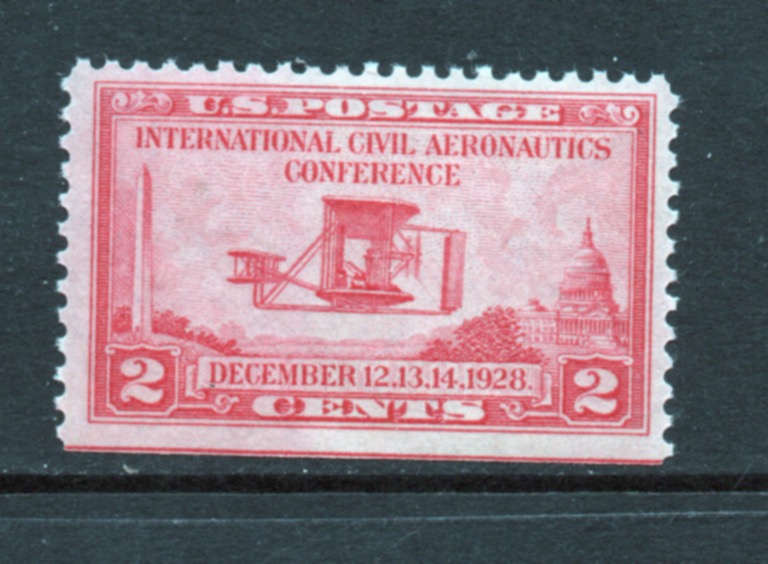 U.S. POSTAGE
INTERNATIONAL CIVIL AERONAUTICS
CONFERENCE
2
DECEMBER 12,13,14,1928.
2
CENTS